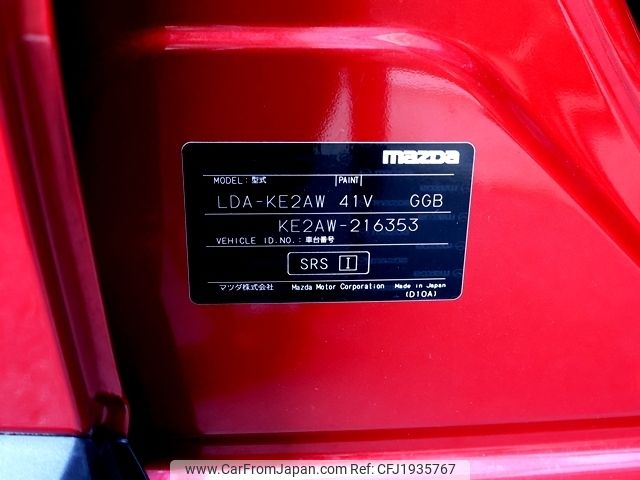 mazda
MODEL: 型式 PAINT
LDA-KE2AW 41V GGB
KE2AW-216353
VEHICLE ID.NO.: 車台番号
SRS I
マツダ株式会社 Mazda Motor Corporation Made in Japan
(D10A)
www.CarFromJapan.com Ref: CFJ1935767